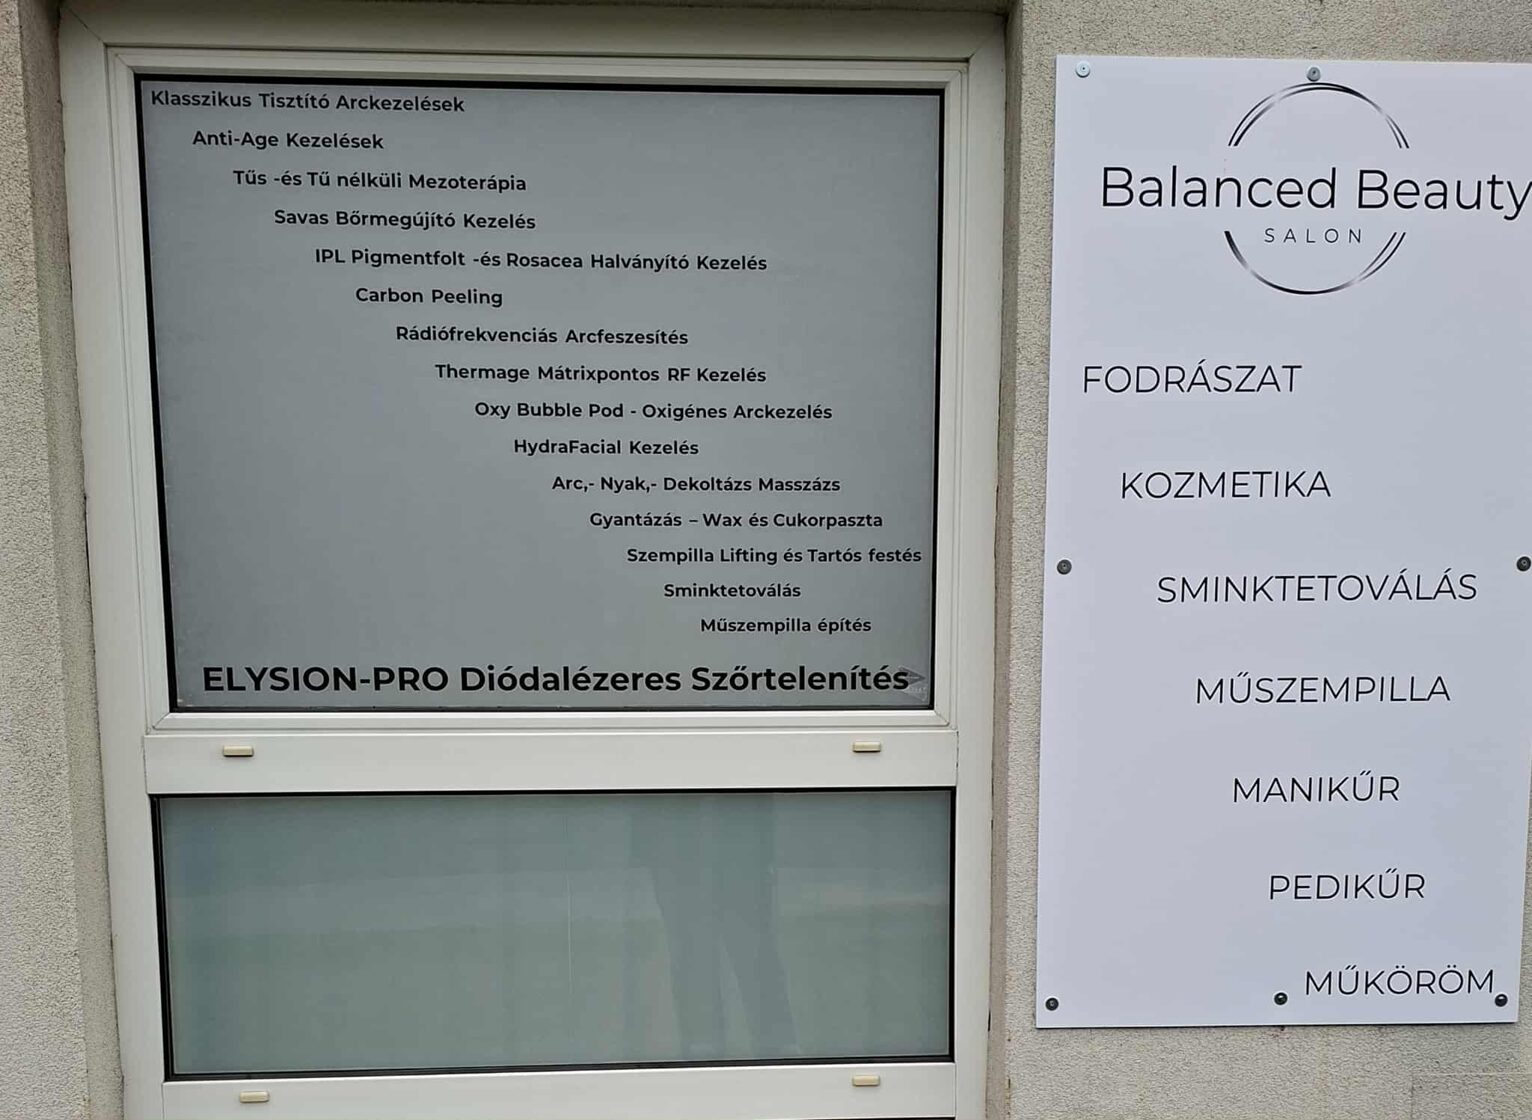 Klasszikus Tisztító Arckezelések
Anti-Age Kezelések
Tűs -és Tű nélküli Mezoterápia
Savas Bőrmegújító Kezelés
IPL Pigmentfolt -és Rosacea Halványító Kezelés
Carbon Peeling
Rádiófrekvenciás Arcfeszesítés
Thermage Mátrixpontos RF Kezelés
Oxy Bubble Pod - Oxigénes Arckezelés
HydraFacial Kezelés
Arc,- Nyak,- Dekoltázs Masszázs
Gyantázás – Wax és Cukorpaszta
Szempilla Lifting és Tartós festés
Sminktetoválás
Műszempilla építés
ELYSION-PRO Diódalézeres Szőrtelenítés
Balanced Beauty
SALON
FODRÁSZAT
KOZMETIKA
SMINKTETOVÁLÁS
MŰSZEMPILLA
MANIKŰR
PEDIKŰR
MŰKÖRÖM